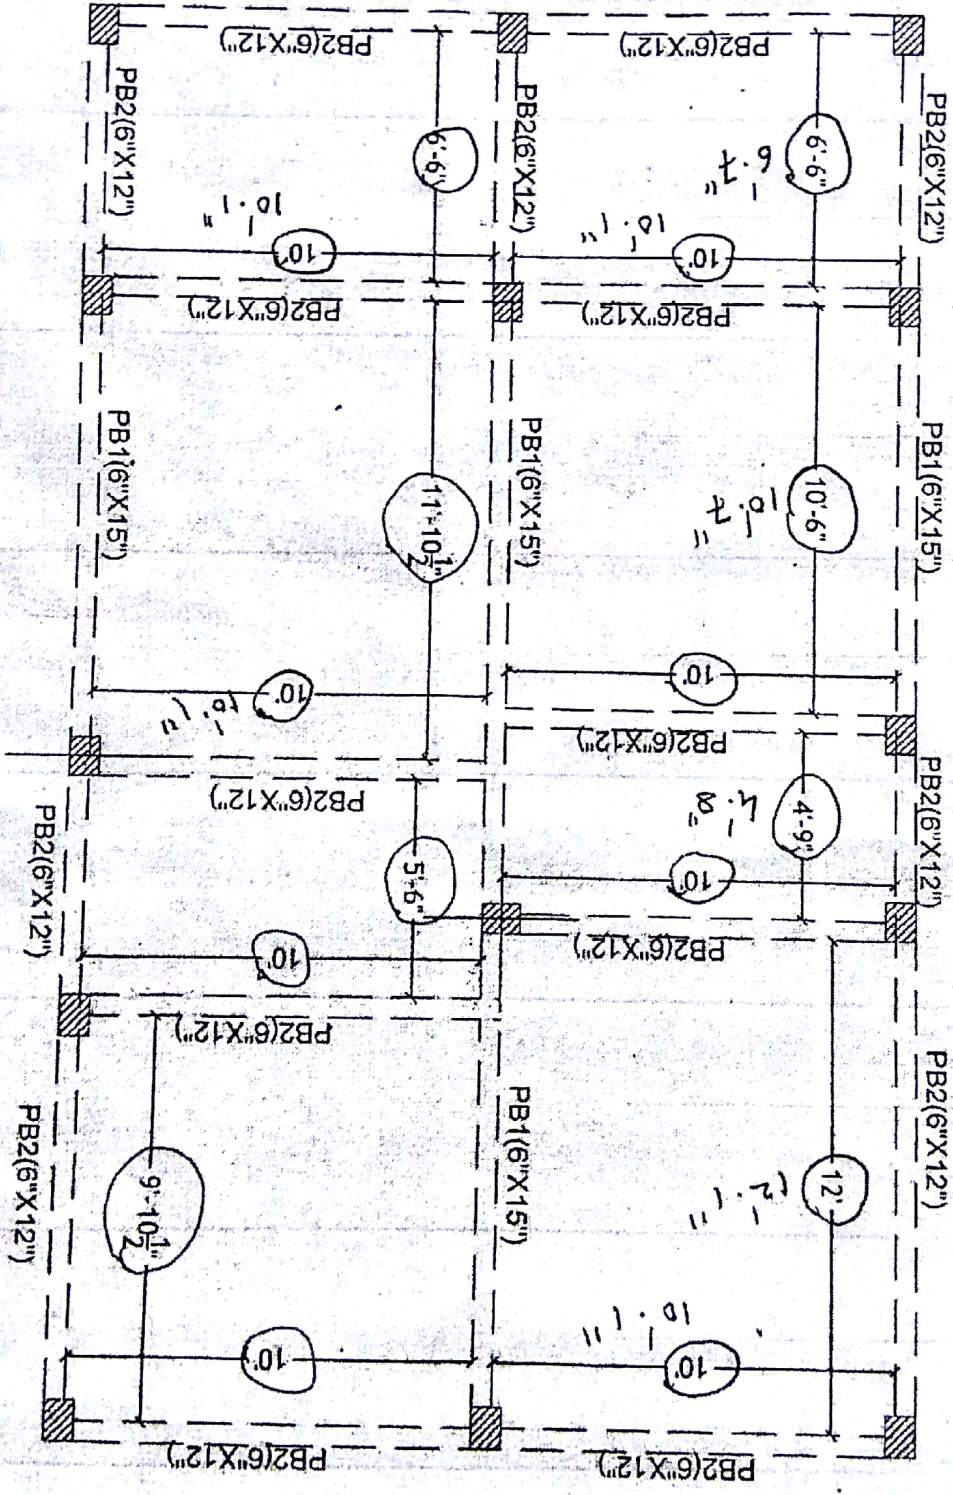 PB2(6"X12")
PB2(6"X12")
PB2(6"X12")
PB2(6"X12")
PB2(6"X12")
6'-6"
6'-6"
6'.7"
10'.1"
10'
10'.1"
10'
PB2(6"X12")
PB2(6"X12")
PB1(6"X15")
PB1(6"X15")
PB1(6"X15")
11'-10½"
10'-6"
10'.7"
10'
10'.1"
10'
PB2(6"X12")
PB2(6"X12")
PB2(6"X12")
PB2(6"X12")
4'.8"
4'-9"
5'-6"
10'
10'
PB2(6"X12")
PB2(6"X12")
PB2(6"X12")
PB1(6"X15")
PB2(6"X12")
9'-10½"
12'
12'.1"
10'.1"
10'
10'
PB2(6"X12")
PB2(6"X12")